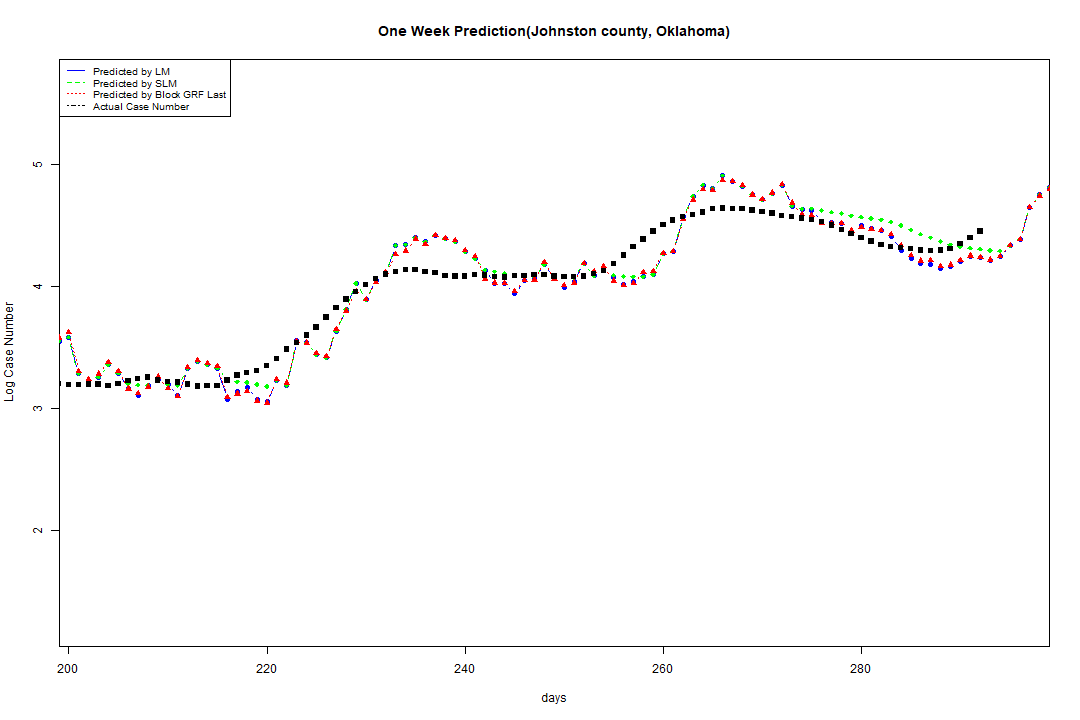 One Week Prediction(Johnston county, Oklahoma)
Predicted by LM
Predicted by SLM
Predicted by Block GRF Last
Actual Case Number
5
4
3
2
Log Case Number
200 220 240 260 280
days